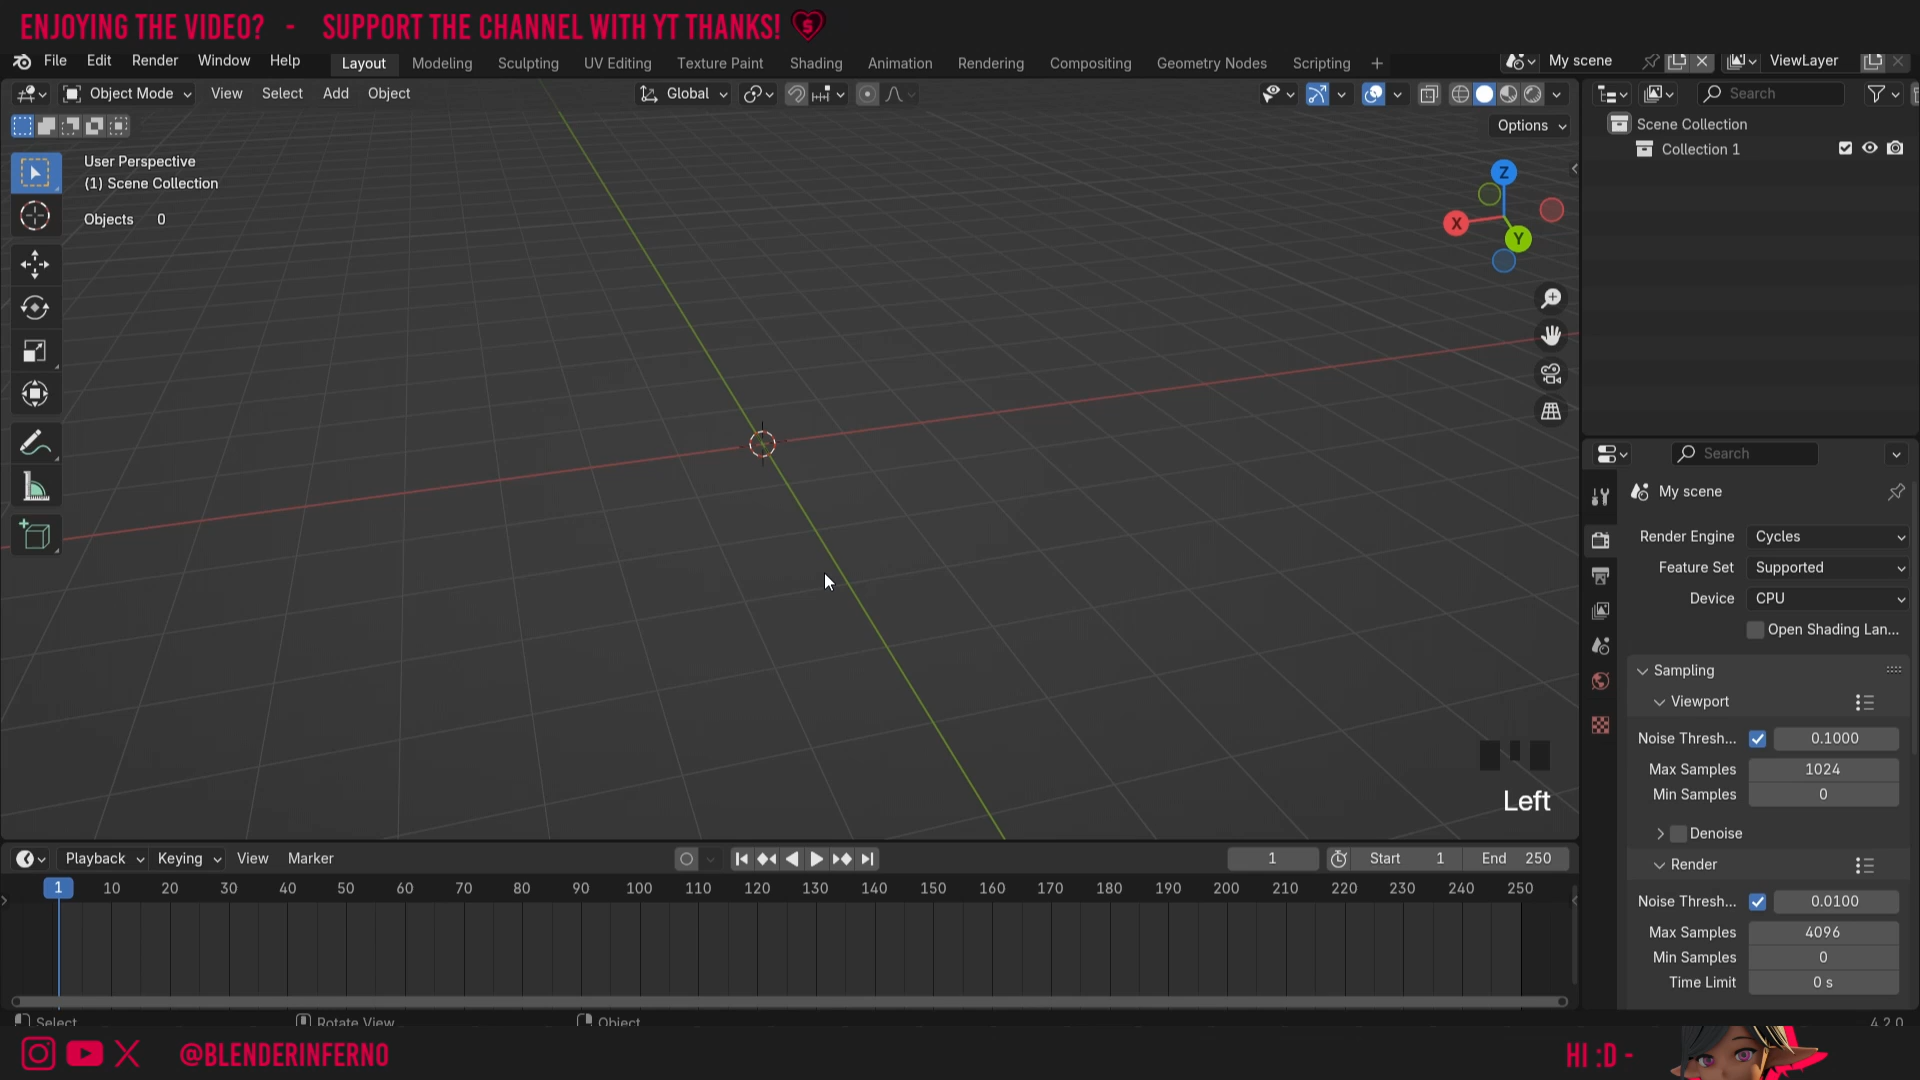 ENJOYING THE VIDEO? - SUPPORT THE CHANNEL WITH YT THANKS!
File Edit Render Window Help Layout Modeling Sculpting UV Editing Texture Paint Shading Animation Rendering Compositing Geometry Nodes Scripting + My scene ViewLayer
Object Mode View Select Add Object Global Search
Options
Scene Collection
Collection 1
User Perspective
(1) Scene Collection
Objects 0
Z
X
Y
Search
My scene
Render Engine Cycles
Feature Set Supported
Device CPU
Open Shading Lan...
Sampling
Viewport
Noise Thresh... 0.1000
Max Samples 1024
Min Samples 0
Denoise
Render
Noise Thresh... 0.0100
Max Samples 4096
Min Samples 0
Time Limit 0 s
Left
Playback Keying View Marker 1 Start 1 End 250
1 10 20 30 40 50 60 70 80 90 100 110 120 130 140 150 160 170 180 190 200 210 220 230 240 250
Select Rotate View Object 4.2.0
@BLENDERINFERNO
HI :D -